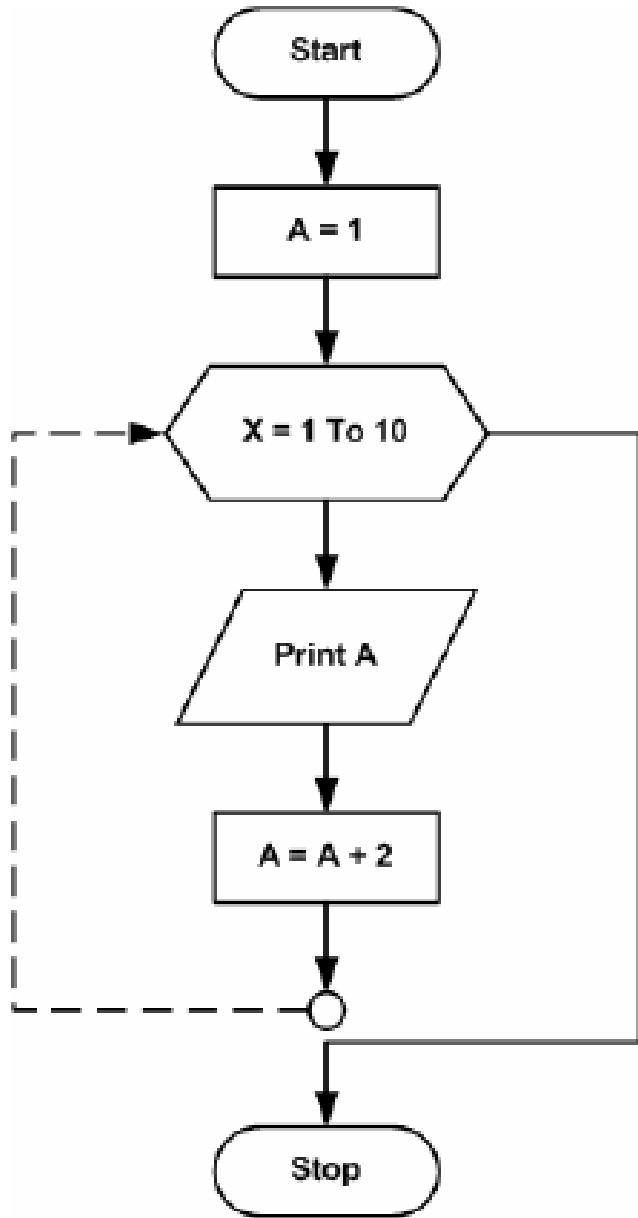 Start
A = 1
X = 1 To 10
Print A
A = A + 2
Stop